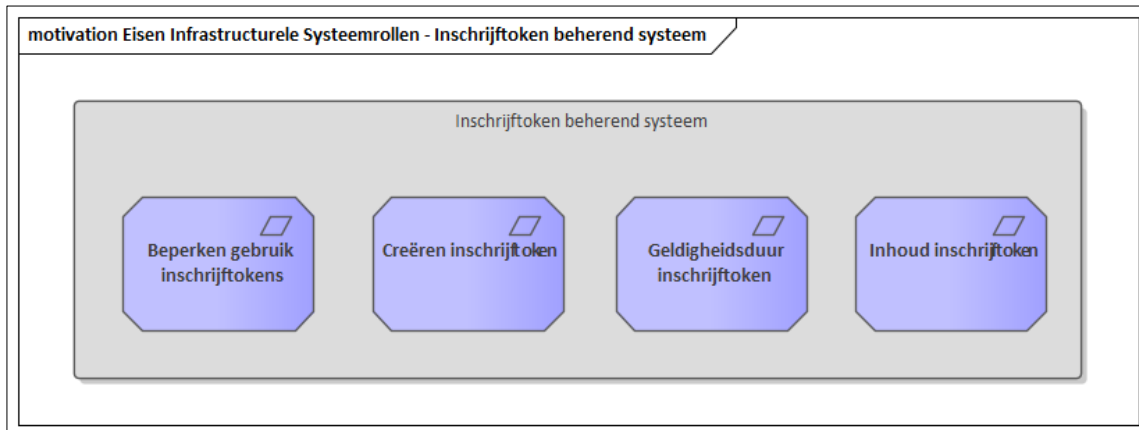 motivation Eisen Infrastructurele Systeemrollen - Inschrijftoken beherend systeem
Inschrijftoken beherend systeem
Beperken gebruik
inschrijftokens
Creëren inschrijftoken
Geldigheidsduur
inschrijftoken
Inhoud inschrijftoken